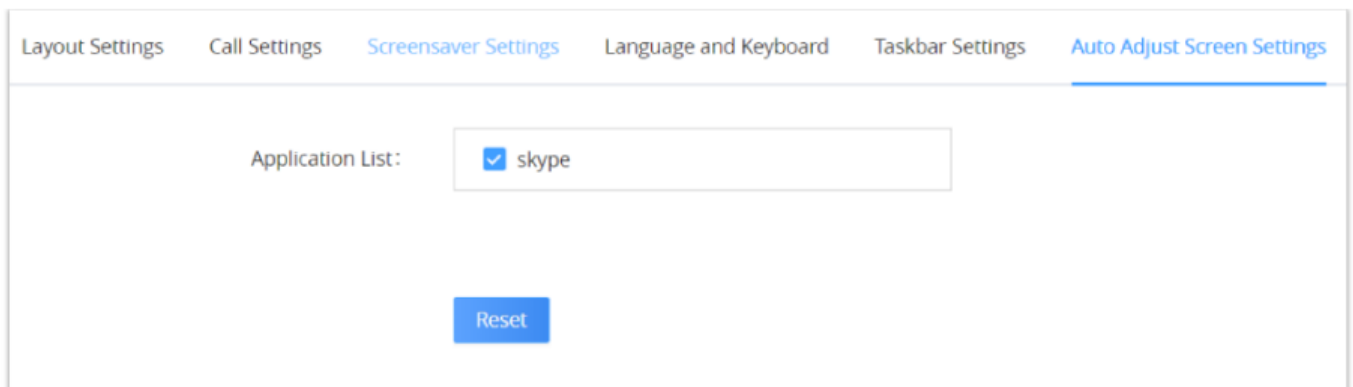 Layout Settings Call Settings Screensaver Settings Language and Keyboard Taskbar Settings Auto Adjust Screen Settings
Application List: skype
Reset